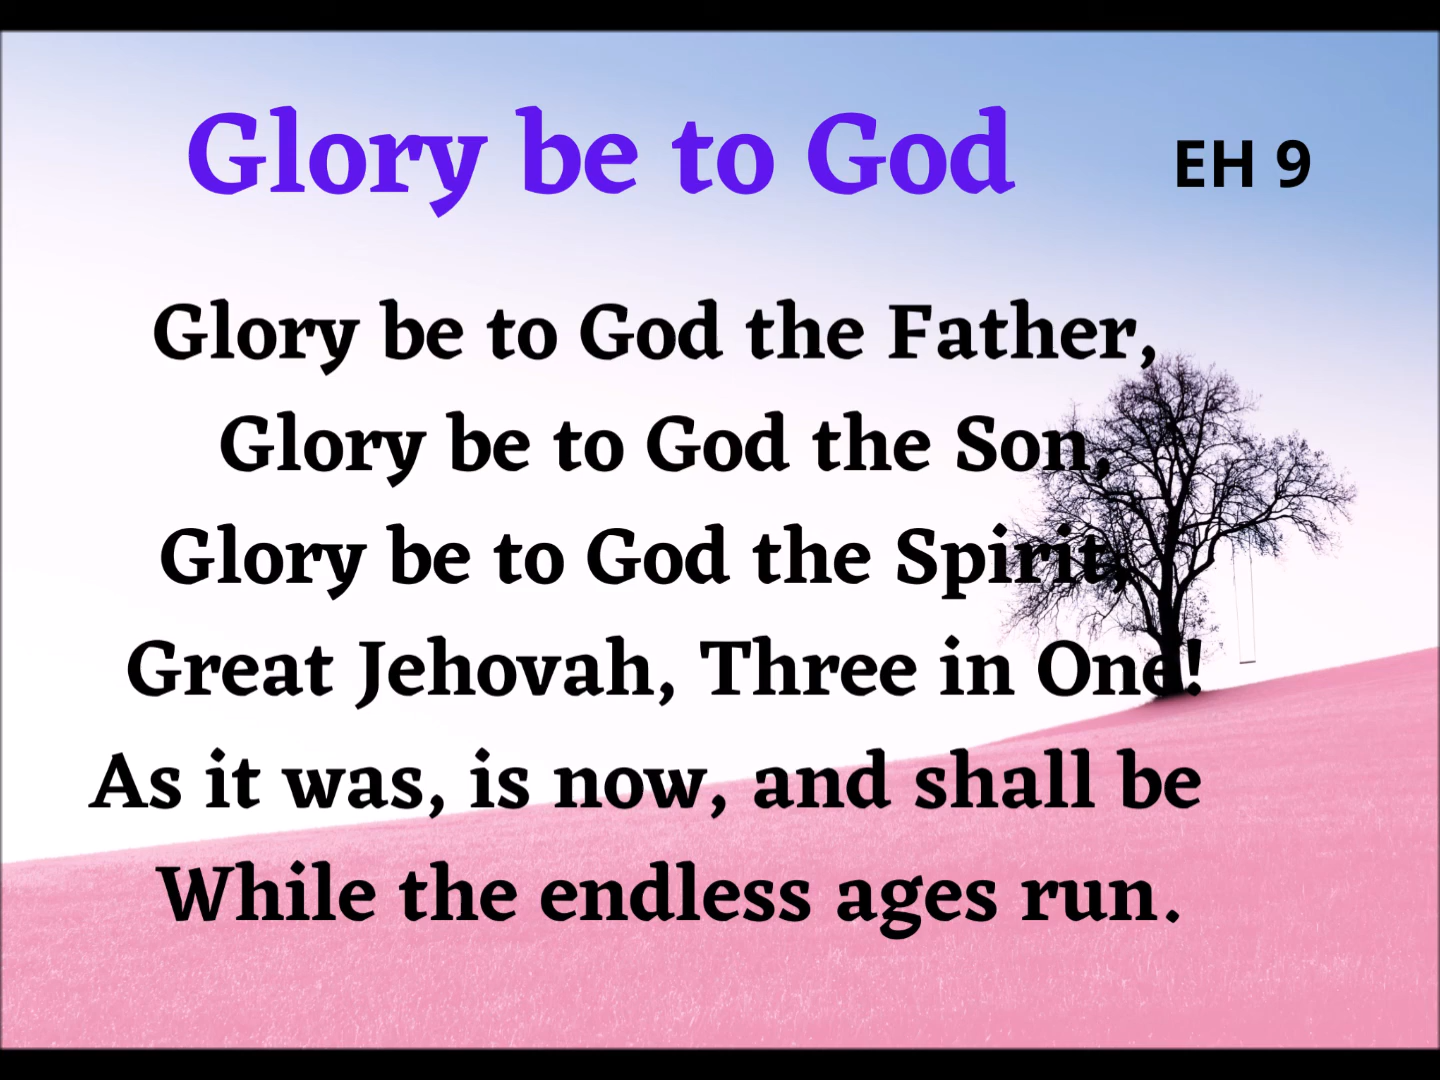 Glory be to God EH 9
Glory be to God the Father,
Glory be to God the Son,
Glory be to God the Spirit,
Great Jehovah, Three in One!
As it was, is now, and shall be
While the endless ages run.